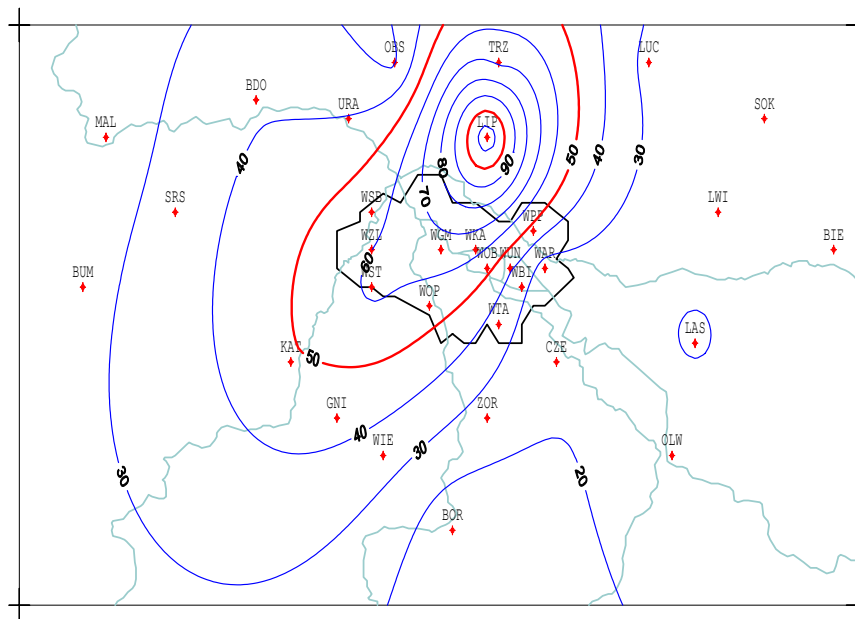 OBS
TRZ
LUC
BDO
SOK
URA
LIP
MAL
50
40
30
40
80
90
70
SRS
WSB
LWI
WPP
WZL
WGM
WKA
BIE
60
WOB
WUN
WAR
BUM
WST
WBI
WOP
WTA
LAS
50
KAT
CZE
GNI
ZOR
40
WIE
30
OLW
30
20
BOR